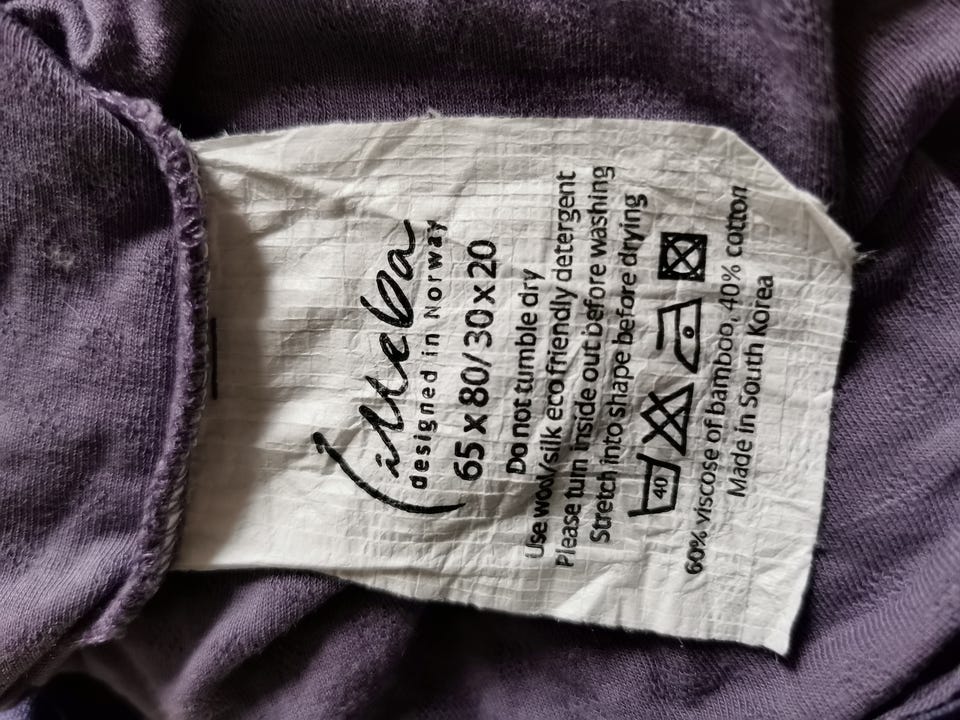 Lineba
designed in Norway
65 x 80/30 x 20
Do not tumble dry
Use wool/silk eco friendly detergent
Please turn inside out before washing
Stretch into shape before drying
40
60% viscose of bamboo, 40% cotton
Made in South Korea